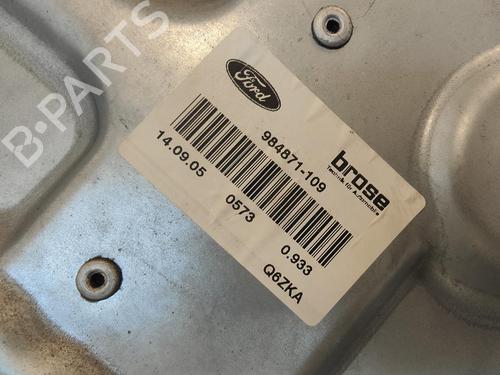 B-PARTS
Ford
984871-109
brose
Technik für Automobile
14.09.05
0573
0.933
Q6ZKA